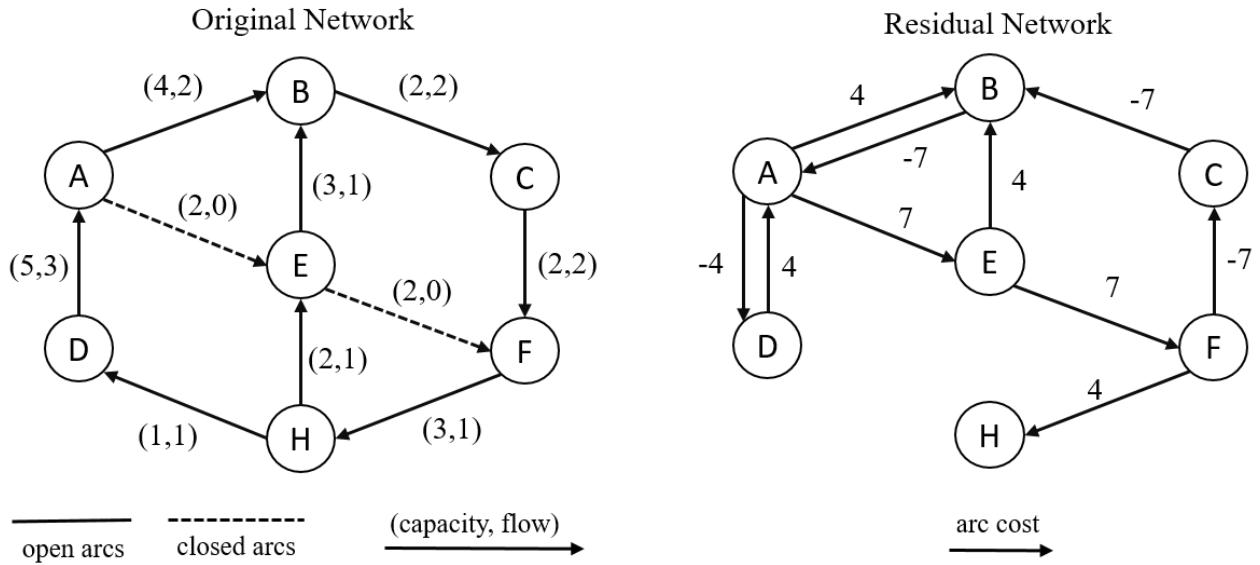 Original Network
(4,2)
B
(2,2)
A
C
(2,0)
(3,1)
(5,3)
E
(2,2)
(2,0)
D
F
(2,1)
(1,1)
H
(3,1)
open arcs
closed arcs
(capacity, flow)
Residual Network
4
B
-7
A
-7
C
7
4
-4
4
E
-7
7
D
F
4
H
arc cost